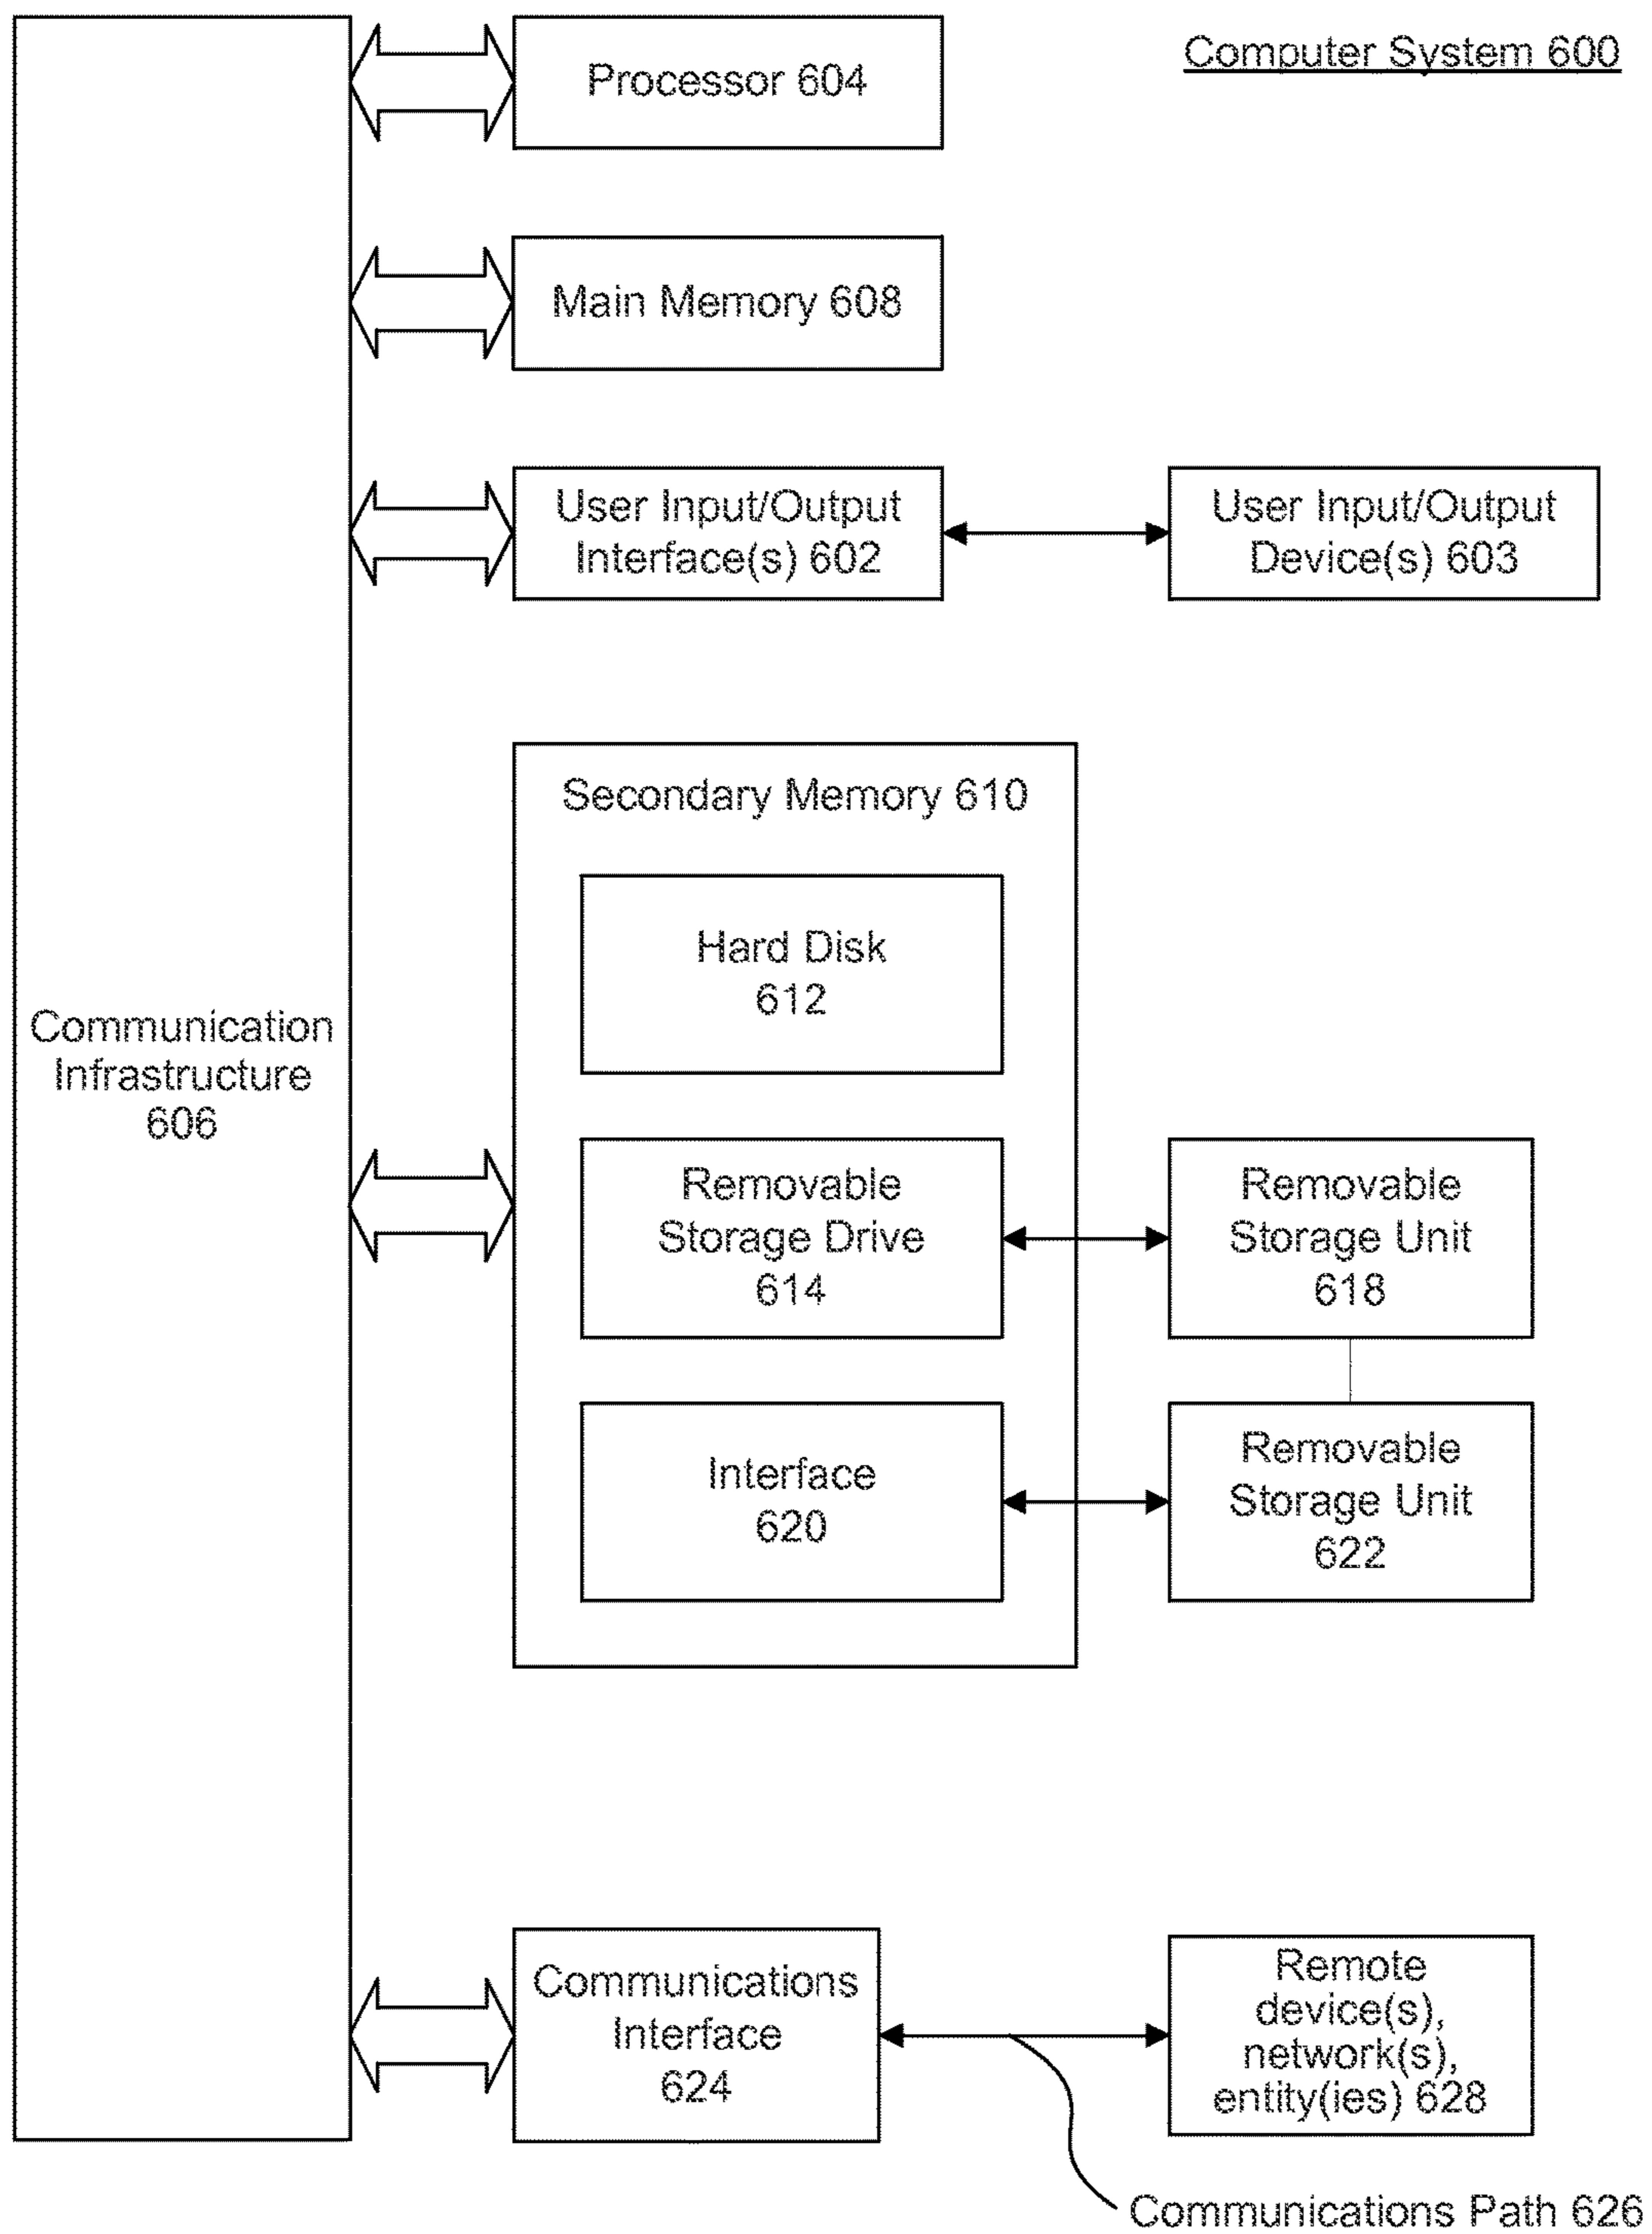 Computer System 600
Processor 604
Main Memory 608
User Input/Output
Interface(s) 602
User Input/Output
Device(s) 603
Secondary Memory 610
Hard Disk
612
Communication
Infrastructure
606
Removable
Storage Drive
614
Removable
Storage Unit
618
Interface
620
Removable
Storage Unit
622
Communications
Interface
624
Remote
device(s),
network(s),
entity(ies) 628
Communications Path 626